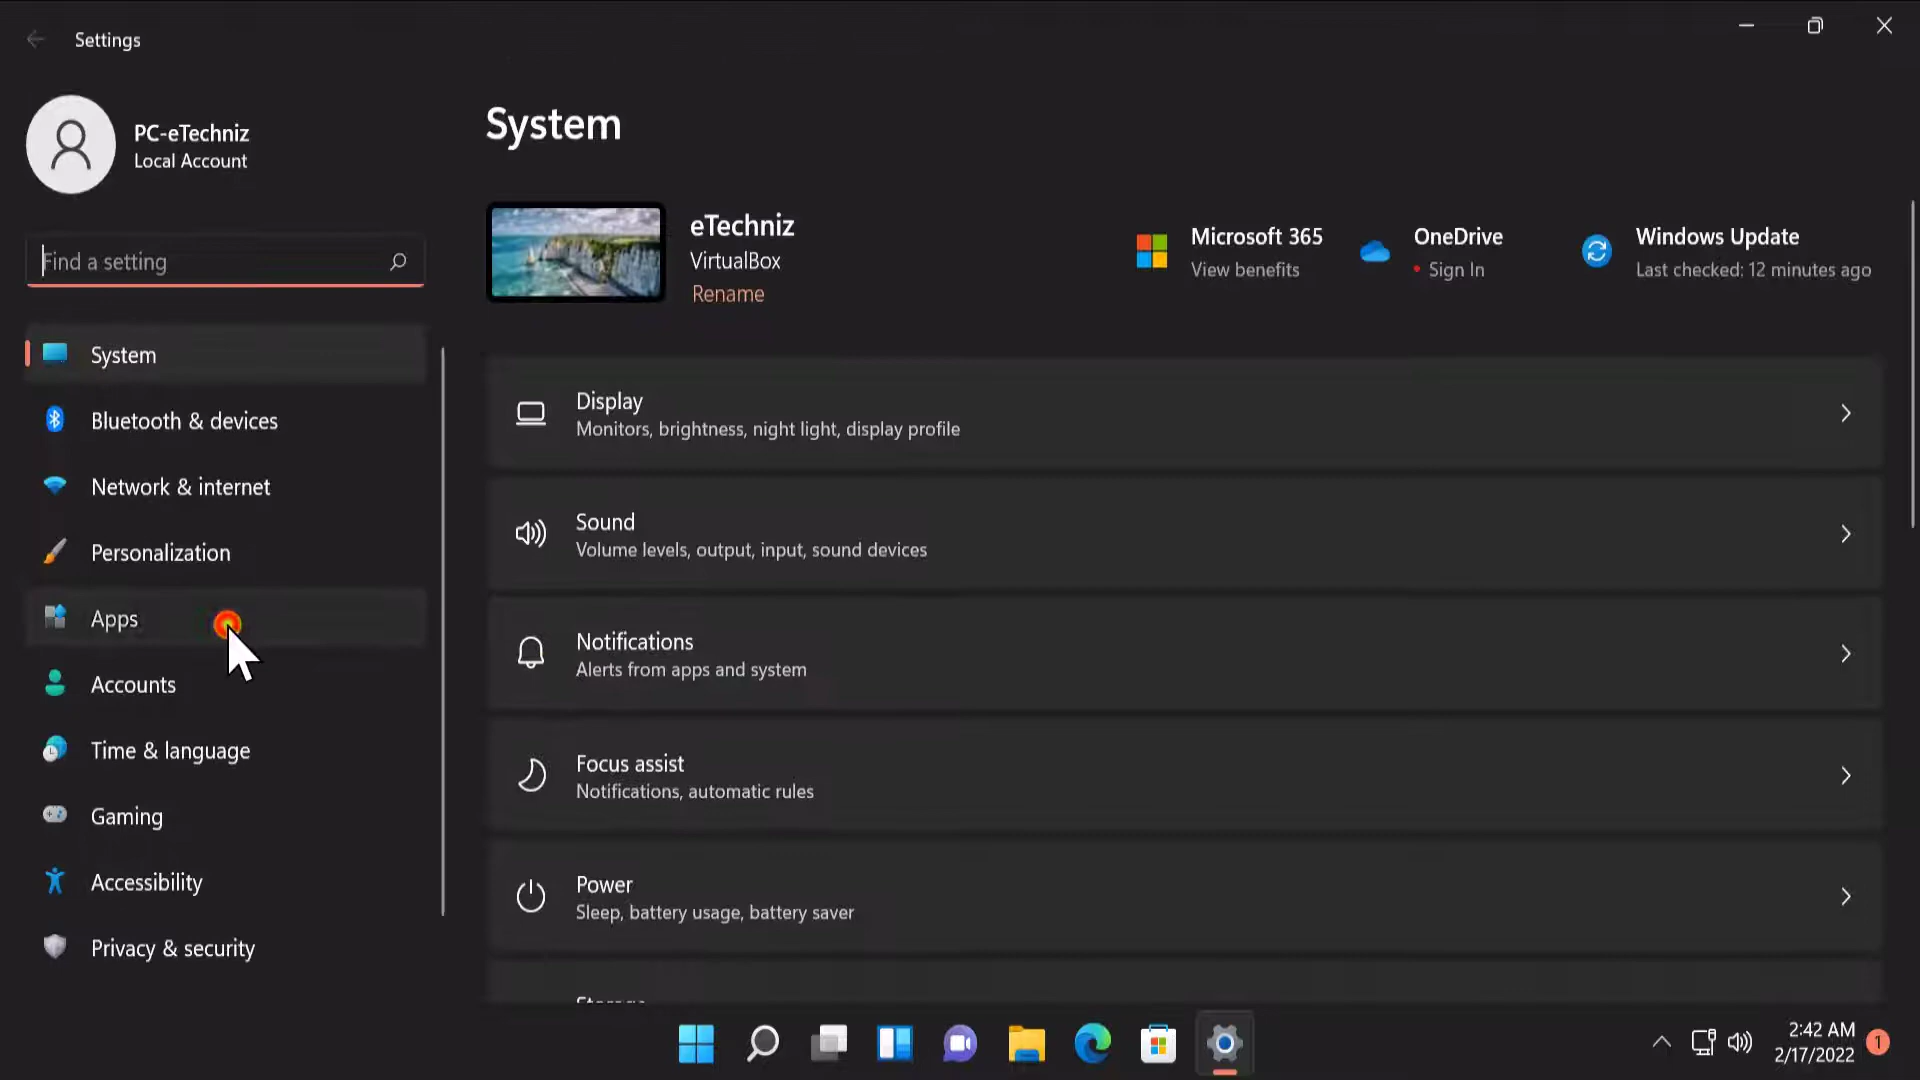 Settings
PC-eTechniz
Local Account
Find a setting
System
Bluetooth & devices
Network & internet
Personalization
Apps
Accounts
Time & language
Gaming
Accessibility
Privacy & security
System
eTechniz
VirtualBox
Rename
Microsoft 365
View benefits
OneDrive
• Sign In
Windows Update
Last checked: 12 minutes ago
Display
Monitors, brightness, night light, display profile
Sound
Volume levels, output, input, sound devices
Notifications
Alerts from apps and system
Focus assist
Notifications, automatic rules
Power
Sleep, battery usage, battery saver
2:42 AM
2/17/2022
1